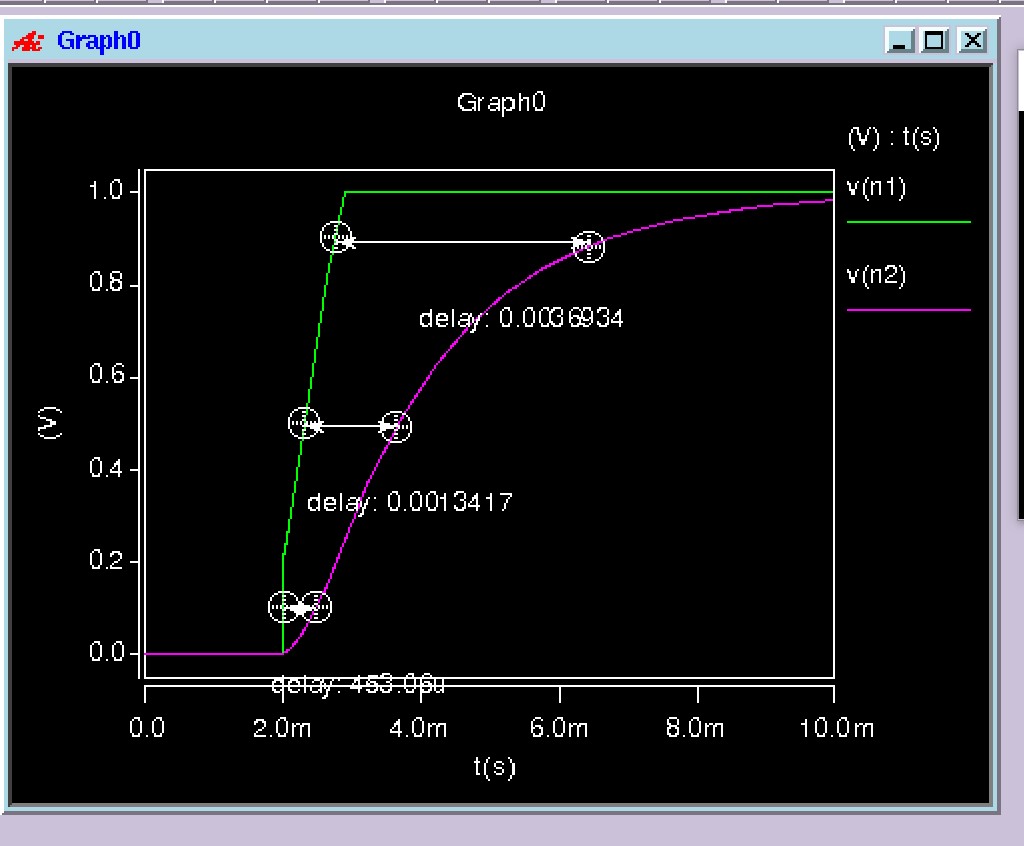 Graph0
Graph0
(V) : t(s)
v(n1)
v(n2)
1.0
0.8
0.6
0.4
0.2
0.0
(V)
delay: 0.0036934
delay: 0.0013417
delay: 453.06u
0.0 2.0m 4.0m 6.0m 8.0m 10.0m
t(s)